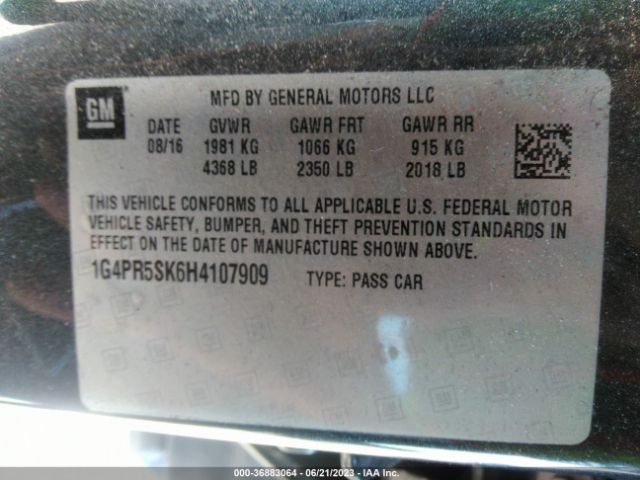 GM
MFD BY GENERAL MOTORS LLC
DATE GVWR GAWR FRT GAWR RR
08/16 1981 KG 1066 KG 915 KG
4368 LB 2350 LB 2018 LB
THIS VEHICLE CONFORMS TO ALL APPLICABLE U.S. FEDERAL MOTOR
VEHICLE SAFETY, BUMPER, AND THEFT PREVENTION STANDARDS IN
EFFECT ON THE DATE OF MANUFACTURE SHOWN ABOVE.
1G4PR5SK6H4107909 TYPE: PASS CAR
000-36883064 - 06/21/2023 - IAAI.COM